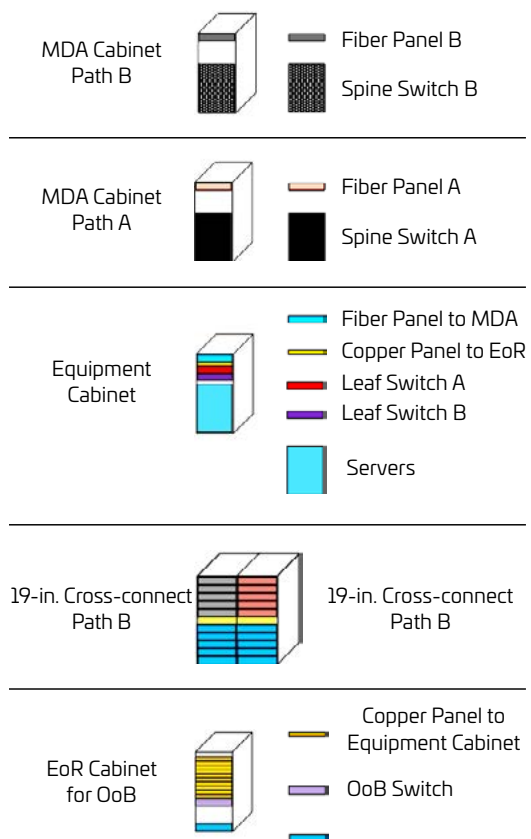 MDA Cabinet
Path B
Fiber Panel B
Spine Switch B
MDA Cabinet
Path A
Fiber Panel A
Spine Switch A
Equipment
Cabinet
Fiber Panel to MDA
Copper Panel to EoR
Leaf Switch A
Leaf Switch B
Servers
19-in. Cross-connect
Path B
19-in. Cross-connect
Path B
EoR Cabinet
for OoB
Copper Panel to
Equipment Cabinet
OoB Switch